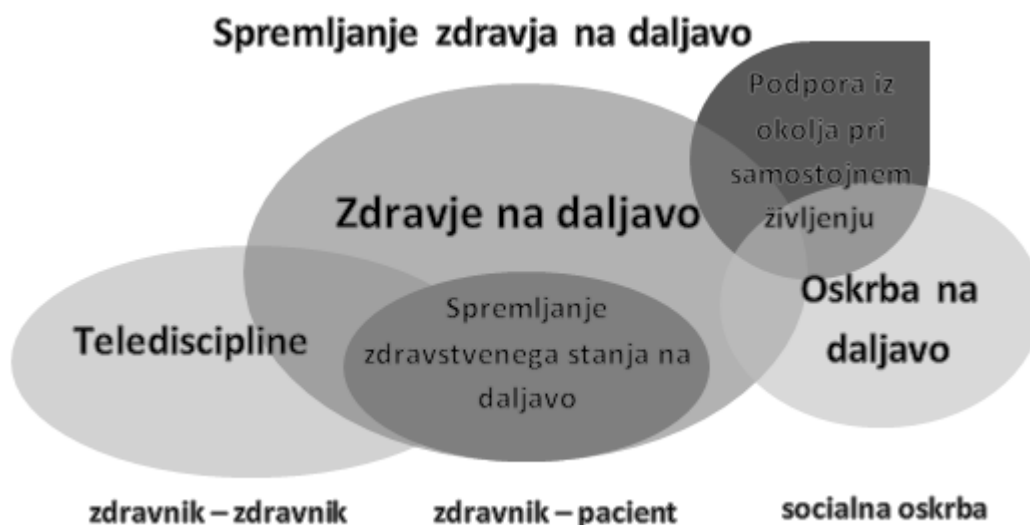 Spremljanje zdravja na daljavo
Podpora iz
okolja pri
samostojnem
življenju
Zdravje na daljavo
Oskrba na
daljavo
Telediscipline
Spremljanje
zdravstvenega stanja na
daljavo
zdravnik – zdravnik
zdravnik – pacient
socialna oskrba